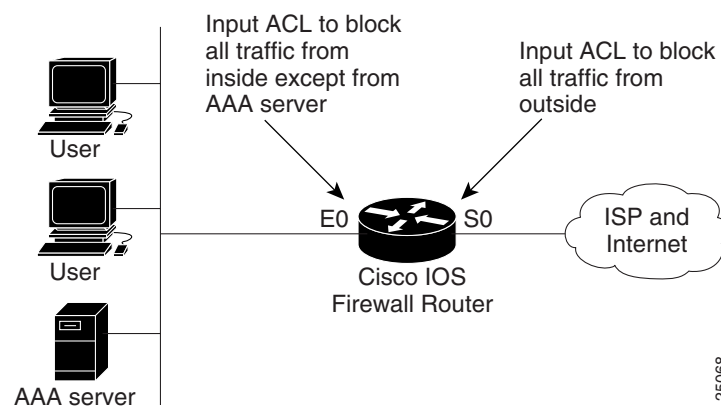 Input ACL to block
all traffic from
inside except from
AAA server
Input ACL to block
all traffic from
outside
User
E0
S0
ISP and
Internet
User
Cisco IOS
Firewall Router
AAA server
25068